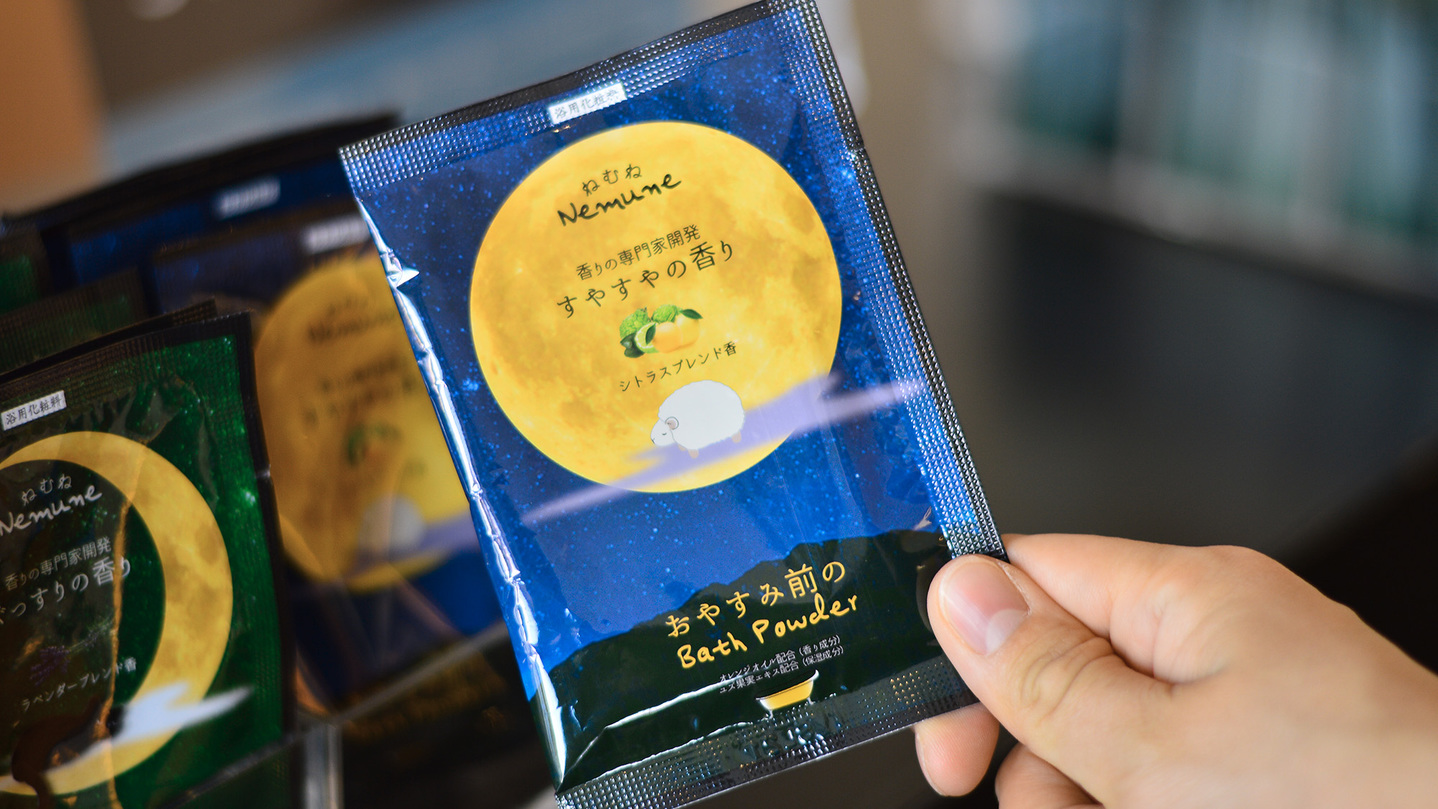 浴用化粧料
ねむね
Nemune
香りの専門家開発
すやすやの香り
シトラスブレンド香
おやすみ前の
Bath Powder
オレンジオイル配合(香り成分)
ユズ果実エキス配合(保湿成分)
浴用化粧料
ねむね
Nemune
香りの専門家開発
ぐっすりの香り
ラベンダーブレンド香